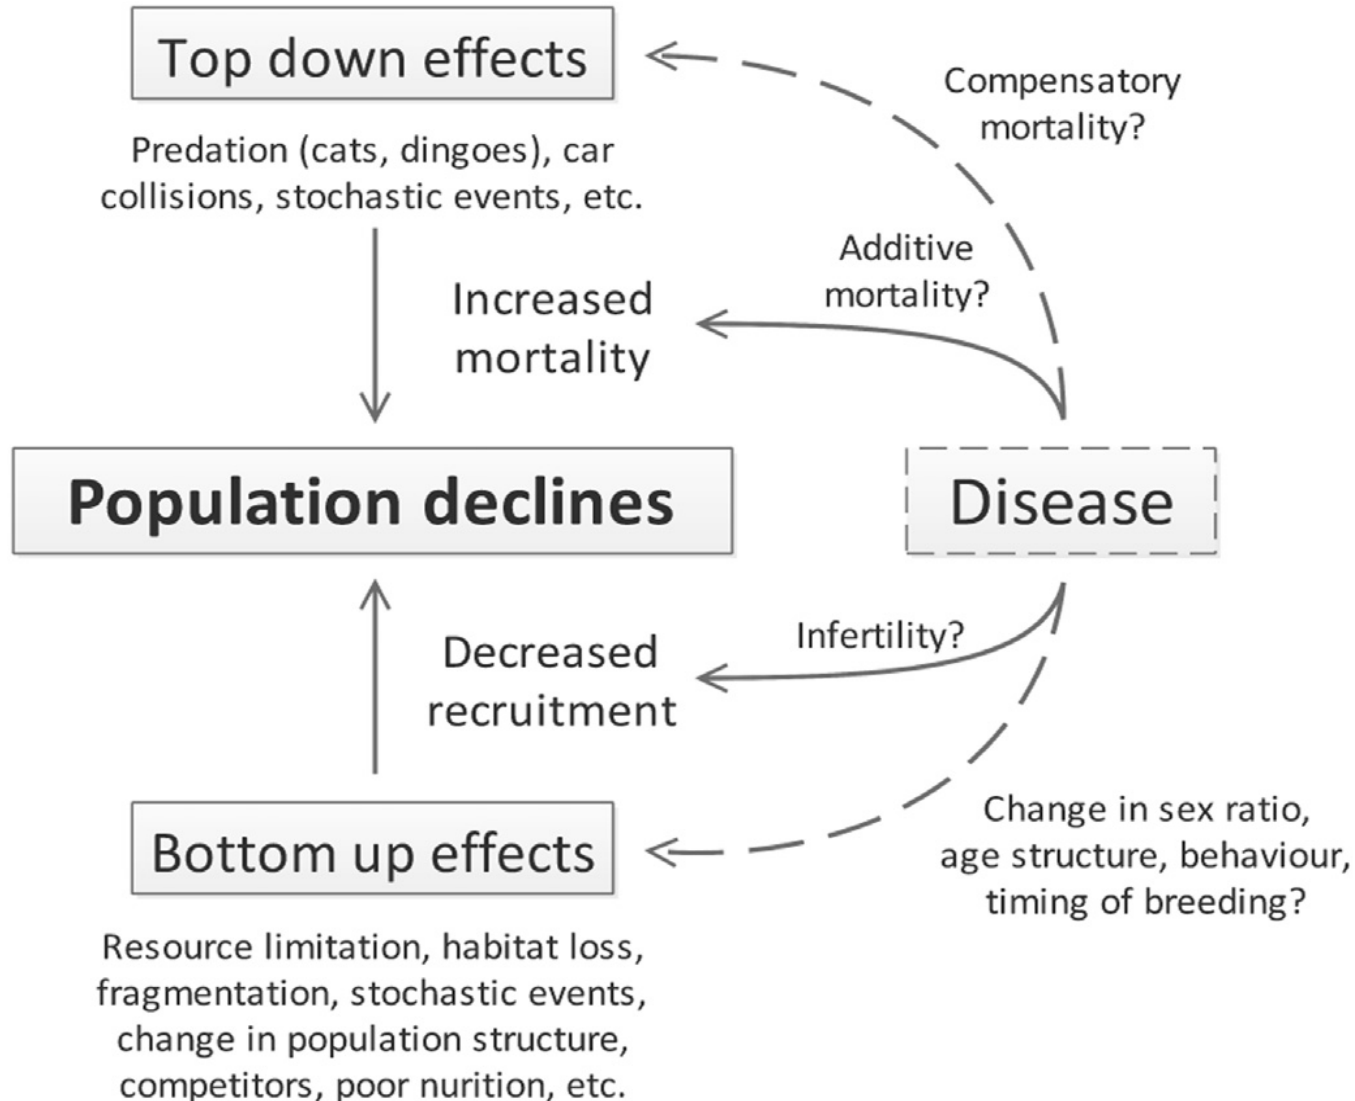 Top down effects
Compensatory
mortality?
Predation (cats, dingoes), car
collisions, stochastic events, etc.
Additive
mortality?
Increased
mortality
Population declines
Disease
Infertility?
Decreased
recruitment
Bottom up effects
Change in sex ratio,
age structure, behaviour,
timing of breeding?
Resource limitation, habitat loss,
fragmentation, stochastic events,
change in population structure,
competitors, poor nurition, etc.